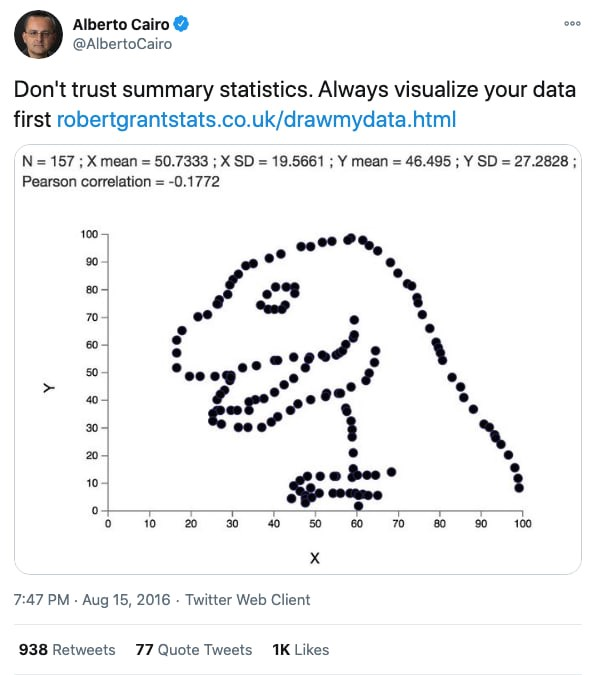 Alberto Cairo
@AlbertoCairo
Don't trust summary statistics. Always visualize your data
first robertgrantstats.co.uk/drawmydata.html
N = 157 ; X mean = 50.7333 ; X SD = 19.5661 ; Y mean = 46.495 ; Y SD = 27.2828 ;
Pearson correlation = -0.1772
100
90
80
70
60
50
40
30
20
10
0
Y
0 10 20 30 40 50 60 70 80 90 100
X
7:47 PM · Aug 15, 2016 · Twitter Web Client
938 Retweets 77 Quote Tweets 1K Likes